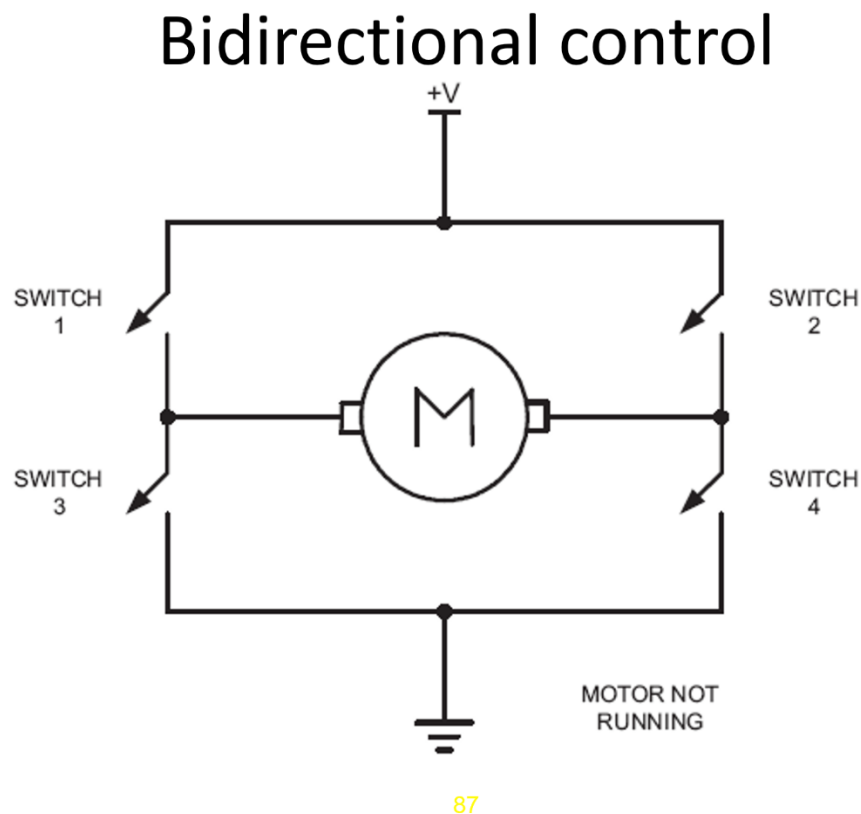 Bidirectional control
+V
SWITCH
1
SWITCH
2
M
SWITCH
3
SWITCH
4
MOTOR NOT
RUNNING
87